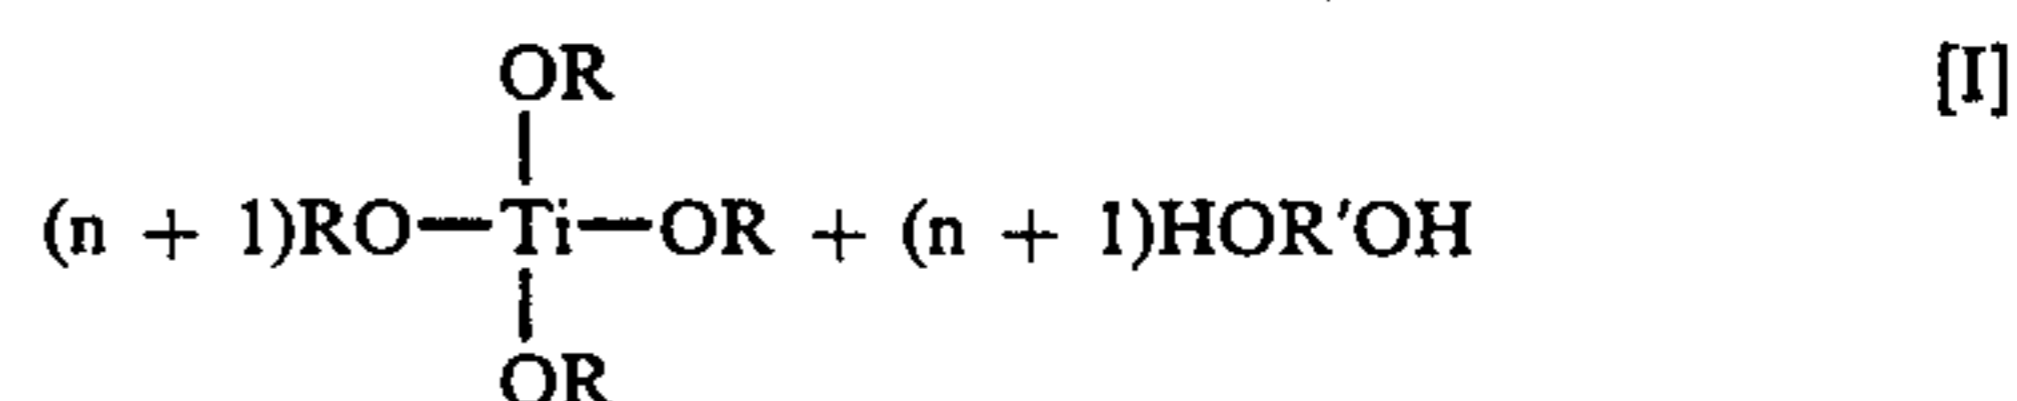 OR [I]
(n + 1)RO—Ti—OR + (n + 1)HOR′OH
OR